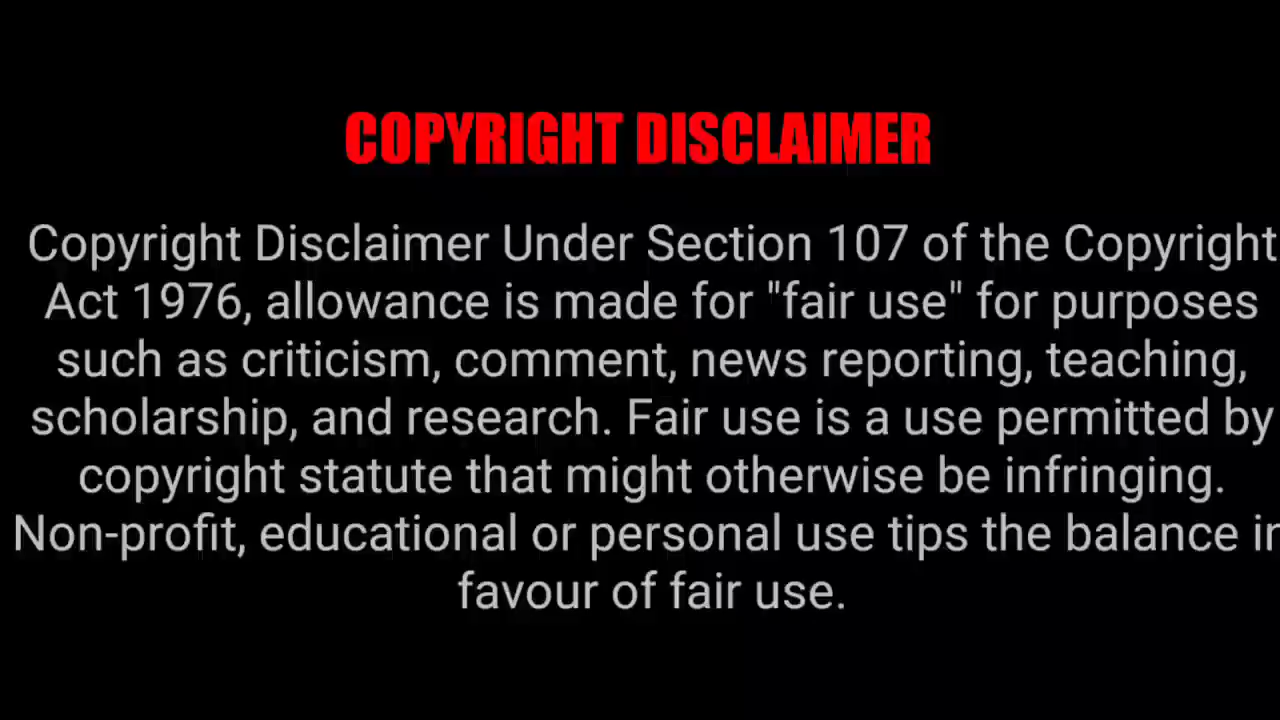 COPYRIGHT DISCLAIMER
Copyright Disclaimer Under Section 107 of the Copyright
Act 1976, allowance is made for "fair use" for purposes
such as criticism, comment, news reporting, teaching,
scholarship, and research. Fair use is a use permitted by
copyright statute that might otherwise be infringing.
Non-profit, educational or personal use tips the balance in
favour of fair use.